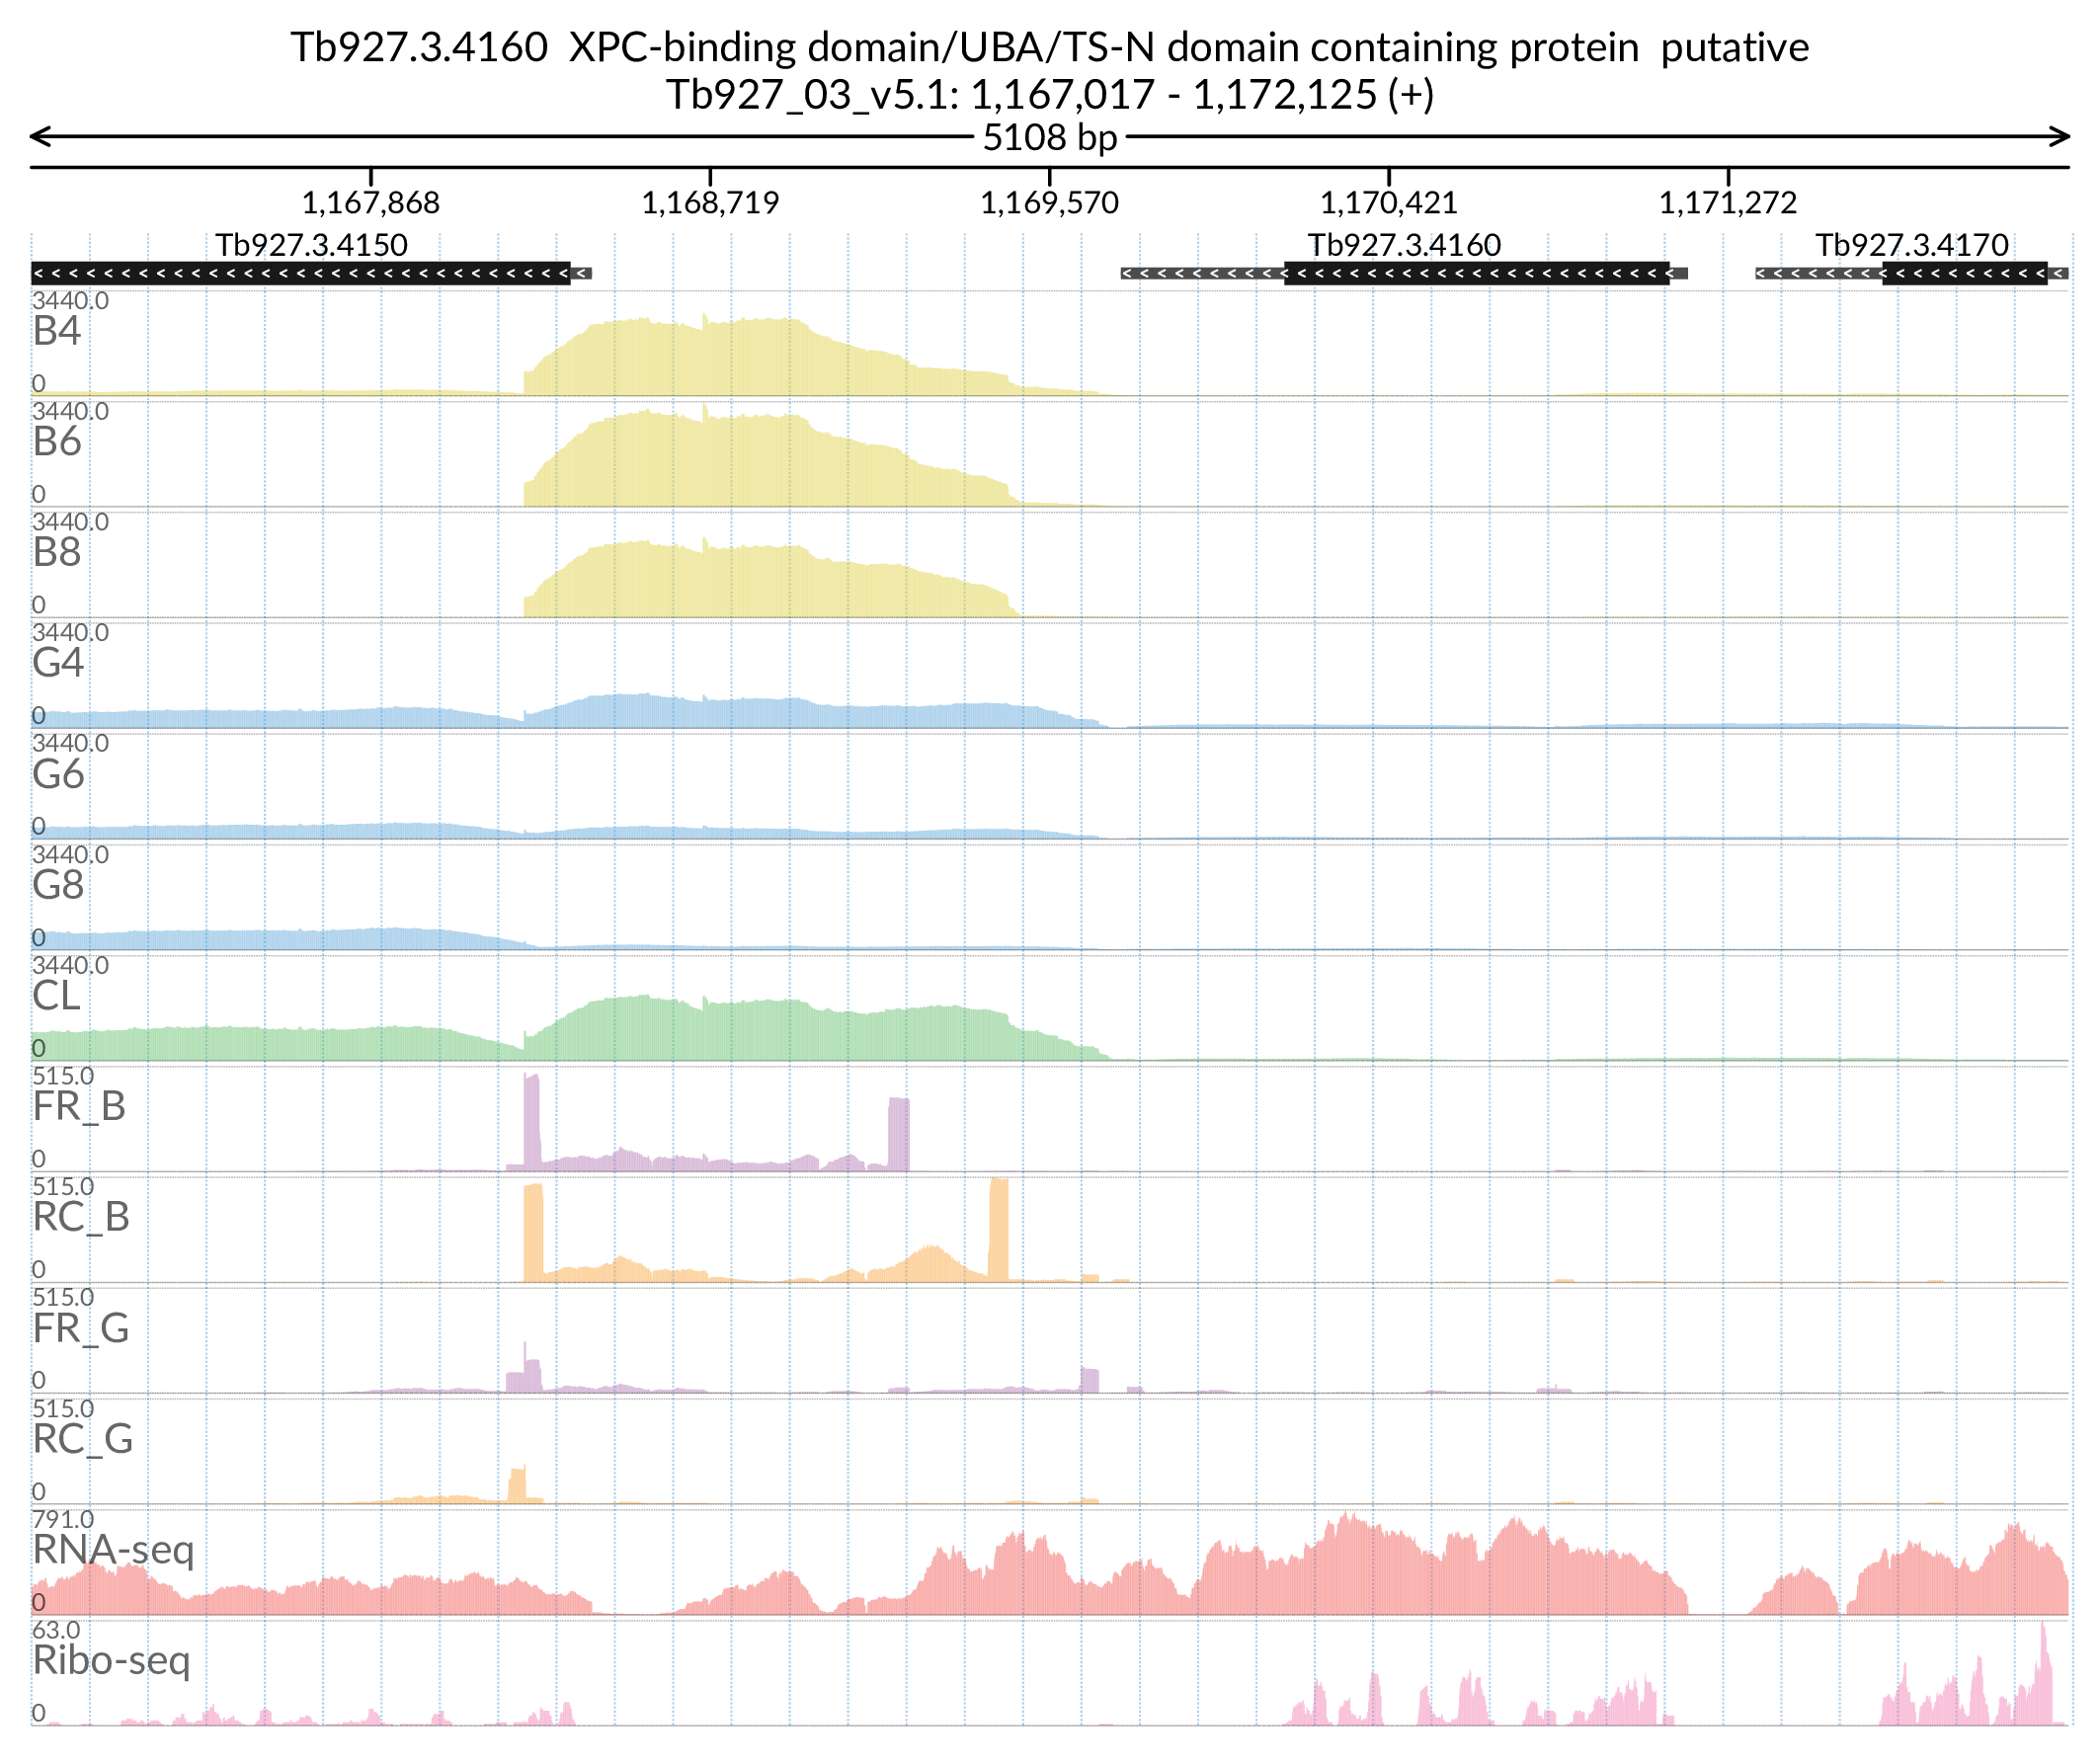 Tb927.3.4160  XPC-binding domain/UBA/TS-N domain containing protein  putative
Tb927_03_v5.1: 1,167,017 - 1,172,125 (+)
5108 bp
1,167,868 1,168,719 1,169,570 1,170,421 1,171,272
Tb927.3.4150 Tb927.3.4160 Tb927.3.4170
3440.0
B4
0
3440.0
B6
0
3440.0
B8
0
3440.0
G4
0
3440.0
G6
0
3440.0
G8
0
3440.0
CL
0
515.0
FR_B
0
515.0
RC_B
0
515.0
FR_G
0
515.0
RC_G
0
791.0
RNA-seq
0
63.0
Ribo-seq
0